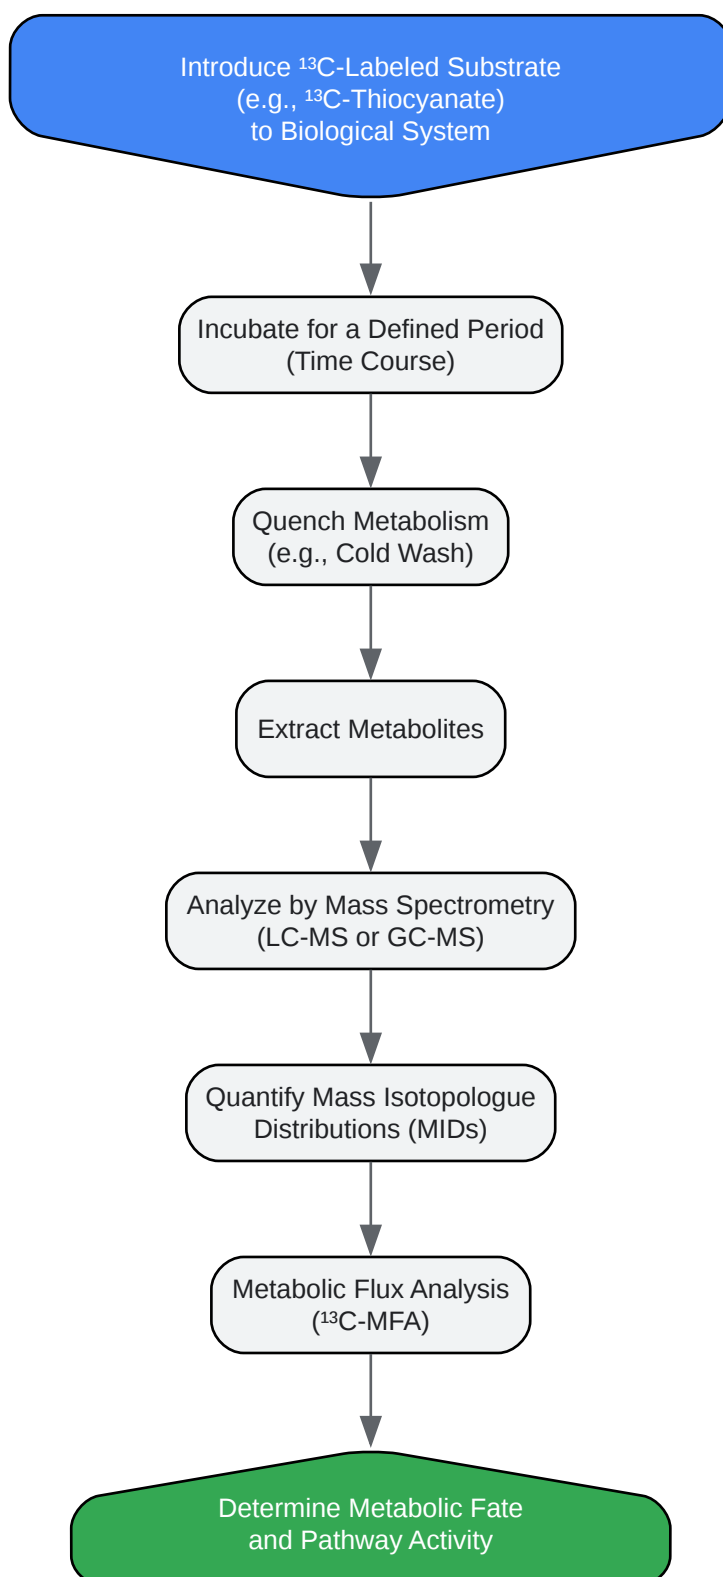 Introduce ¹³C-Labeled Substrate
(e.g., ¹³C-Thiocyanate)
to Biological System
Incubate for a Defined Period
(Time Course)
Quench Metabolism
(e.g., Cold Wash)
Extract Metabolites
Analyze by Mass Spectrometry
(LC-MS or GC-MS)
Quantify Mass Isotopologue
Distributions (MIDs)
Metabolic Flux Analysis
(¹³C-MFA)
Determine Metabolic Fate
and Pathway Activity